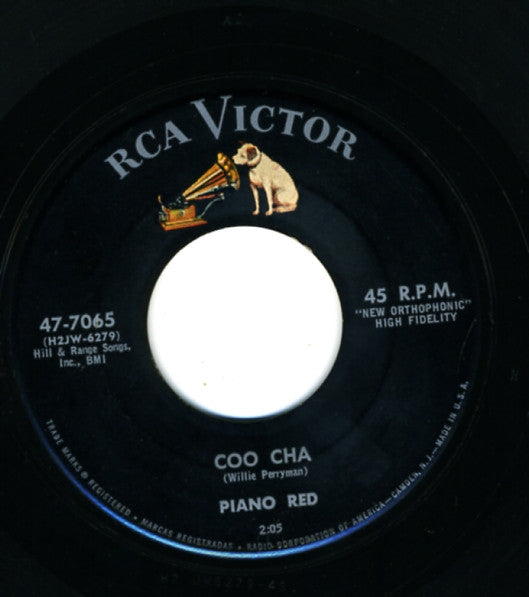 RCA VICTOR
47-7065
(H2JW-6279)
Hill & Range Songs,
Inc., BMI
45 R.P.M.
"NEW ORTHOPHONIC"
HIGH FIDELITY
COO CHA
(Willie Perryman)
PIANO RED
2:05
TRADE MARKS ® REGISTERED • MARCAS REGISTRADAS • RADIO CORPORATION OF AMERICA—CAMDEN, N.J.—MADE IN U.S.A.